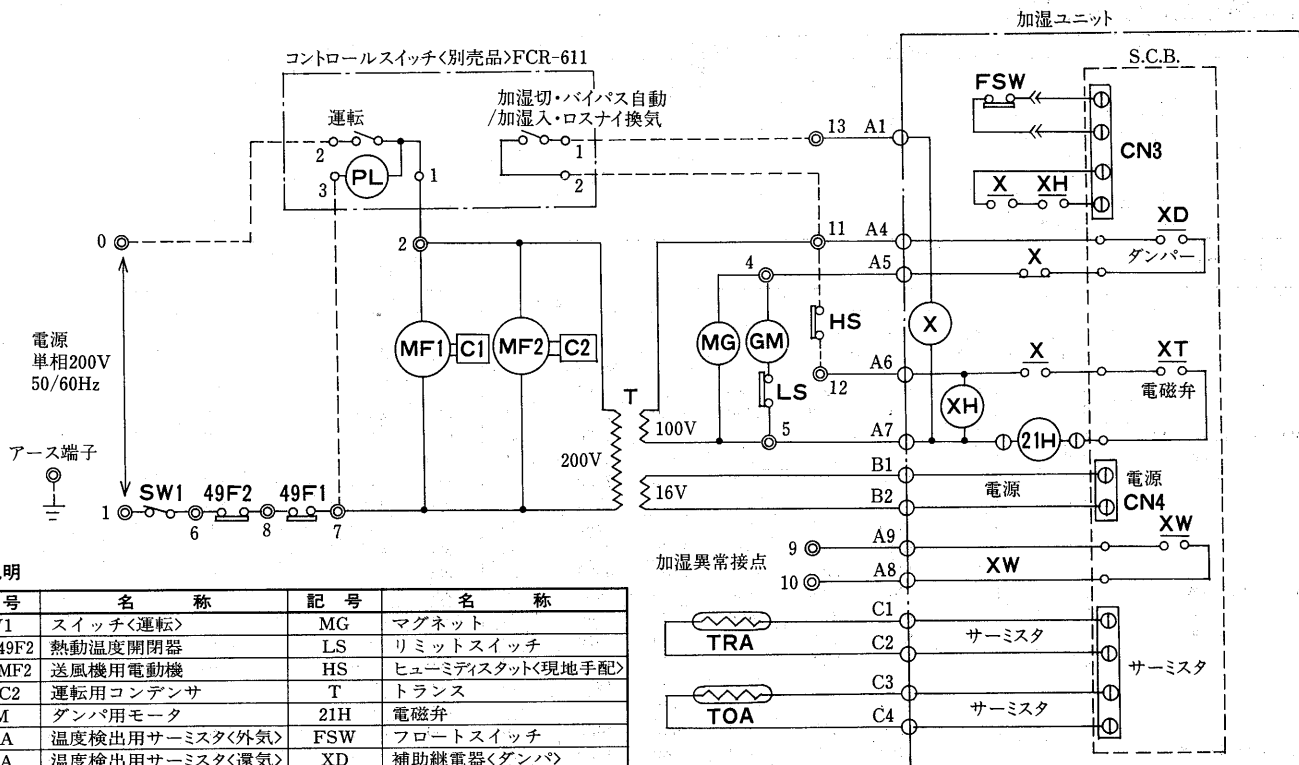 加湿ユニット
コントロールスイッチ〈別売品〉FCR-611
S.C.B.
運転
加湿切・バイパス自動
/加湿入・ロスナイ換気
FSW
2
3
PL
1
1
2
13
A1
CN3
X
XH
0
2
11
A4
XD
ダンパー
4
A5
X
電源
単相200V
50/60Hz
MF1
C1
MF2
C2
MG
GM
HS
X
LS
12
A6
X
XT
電磁弁
XH
T
100V
200V
5
A7
21H
アース端子
16V
B1
B2
電源
電源
CN4
1
SW1
6
49F2
8
49F1
7
加湿異常接点
9
A9
XW
10
A8
XW
TRA
C1
C2
サーミスタ
サーミスタ
TOA
C3
C4
サーミスタ
明
号 名 称 記 号 名 称
1 スイッチ〈運転〉 MG マグネット
49F2 熱動温度開閉器 LS リミットスイッチ
MF2 送風機用電動機 HS ヒューミディスタット〈現地手配〉
C2 運転用コンデンサ T トランス
M ダンパ用モータ 21H 電磁弁
A 温度検出用サーミスタ〈外気〉 FSW フロートスイッチ
A 温度検出用サーミスタ〈還気〉 XD 補助継電器〈ダンパ〉